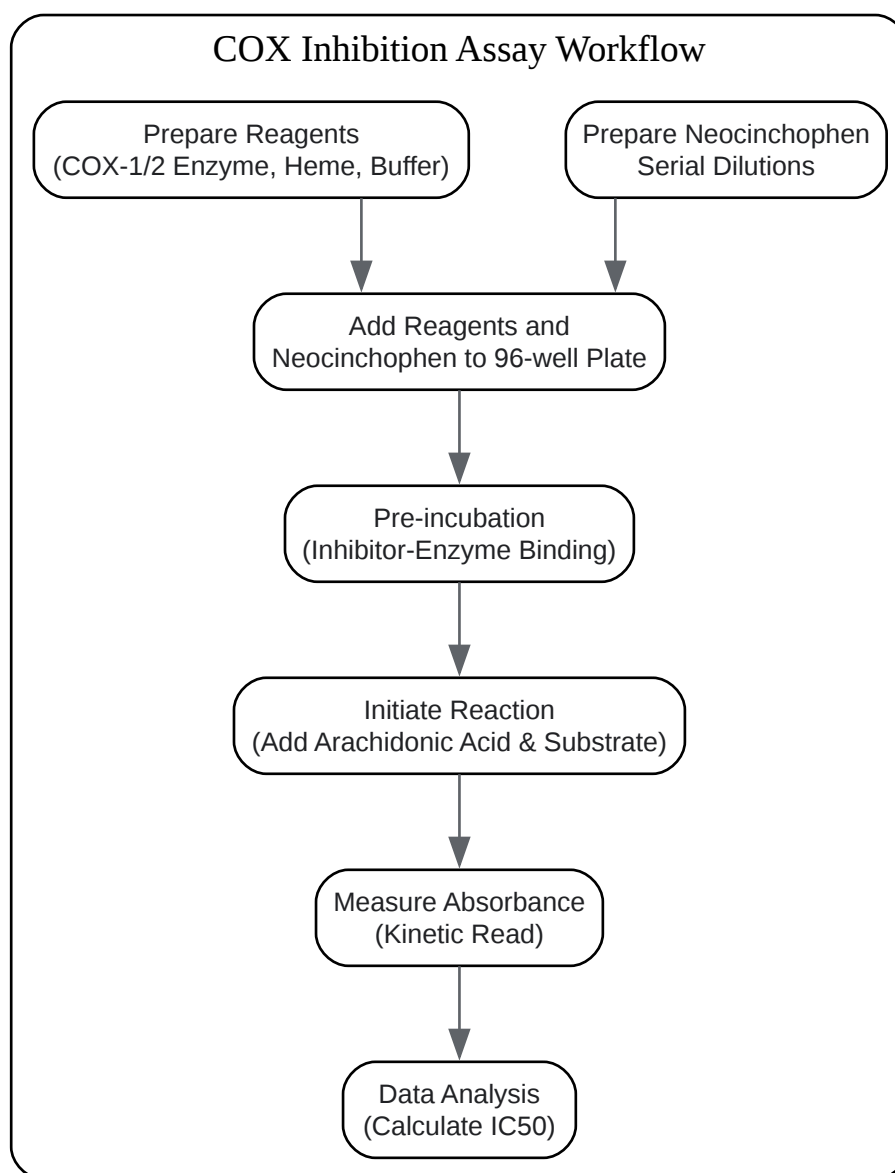 COX Inhibition Assay Workflow
Prepare Reagents
(COX-1/2 Enzyme, Heme, Buffer)
Prepare Neocinchophen
Serial Dilutions
Add Reagents and
Neocinchophen to 96-well Plate
Pre-incubation
(Inhibitor-Enzyme Binding)
Initiate Reaction
(Add Arachidonic Acid & Substrate)
Measure Absorbance
(Kinetic Read)
Data Analysis
(Calculate IC50)